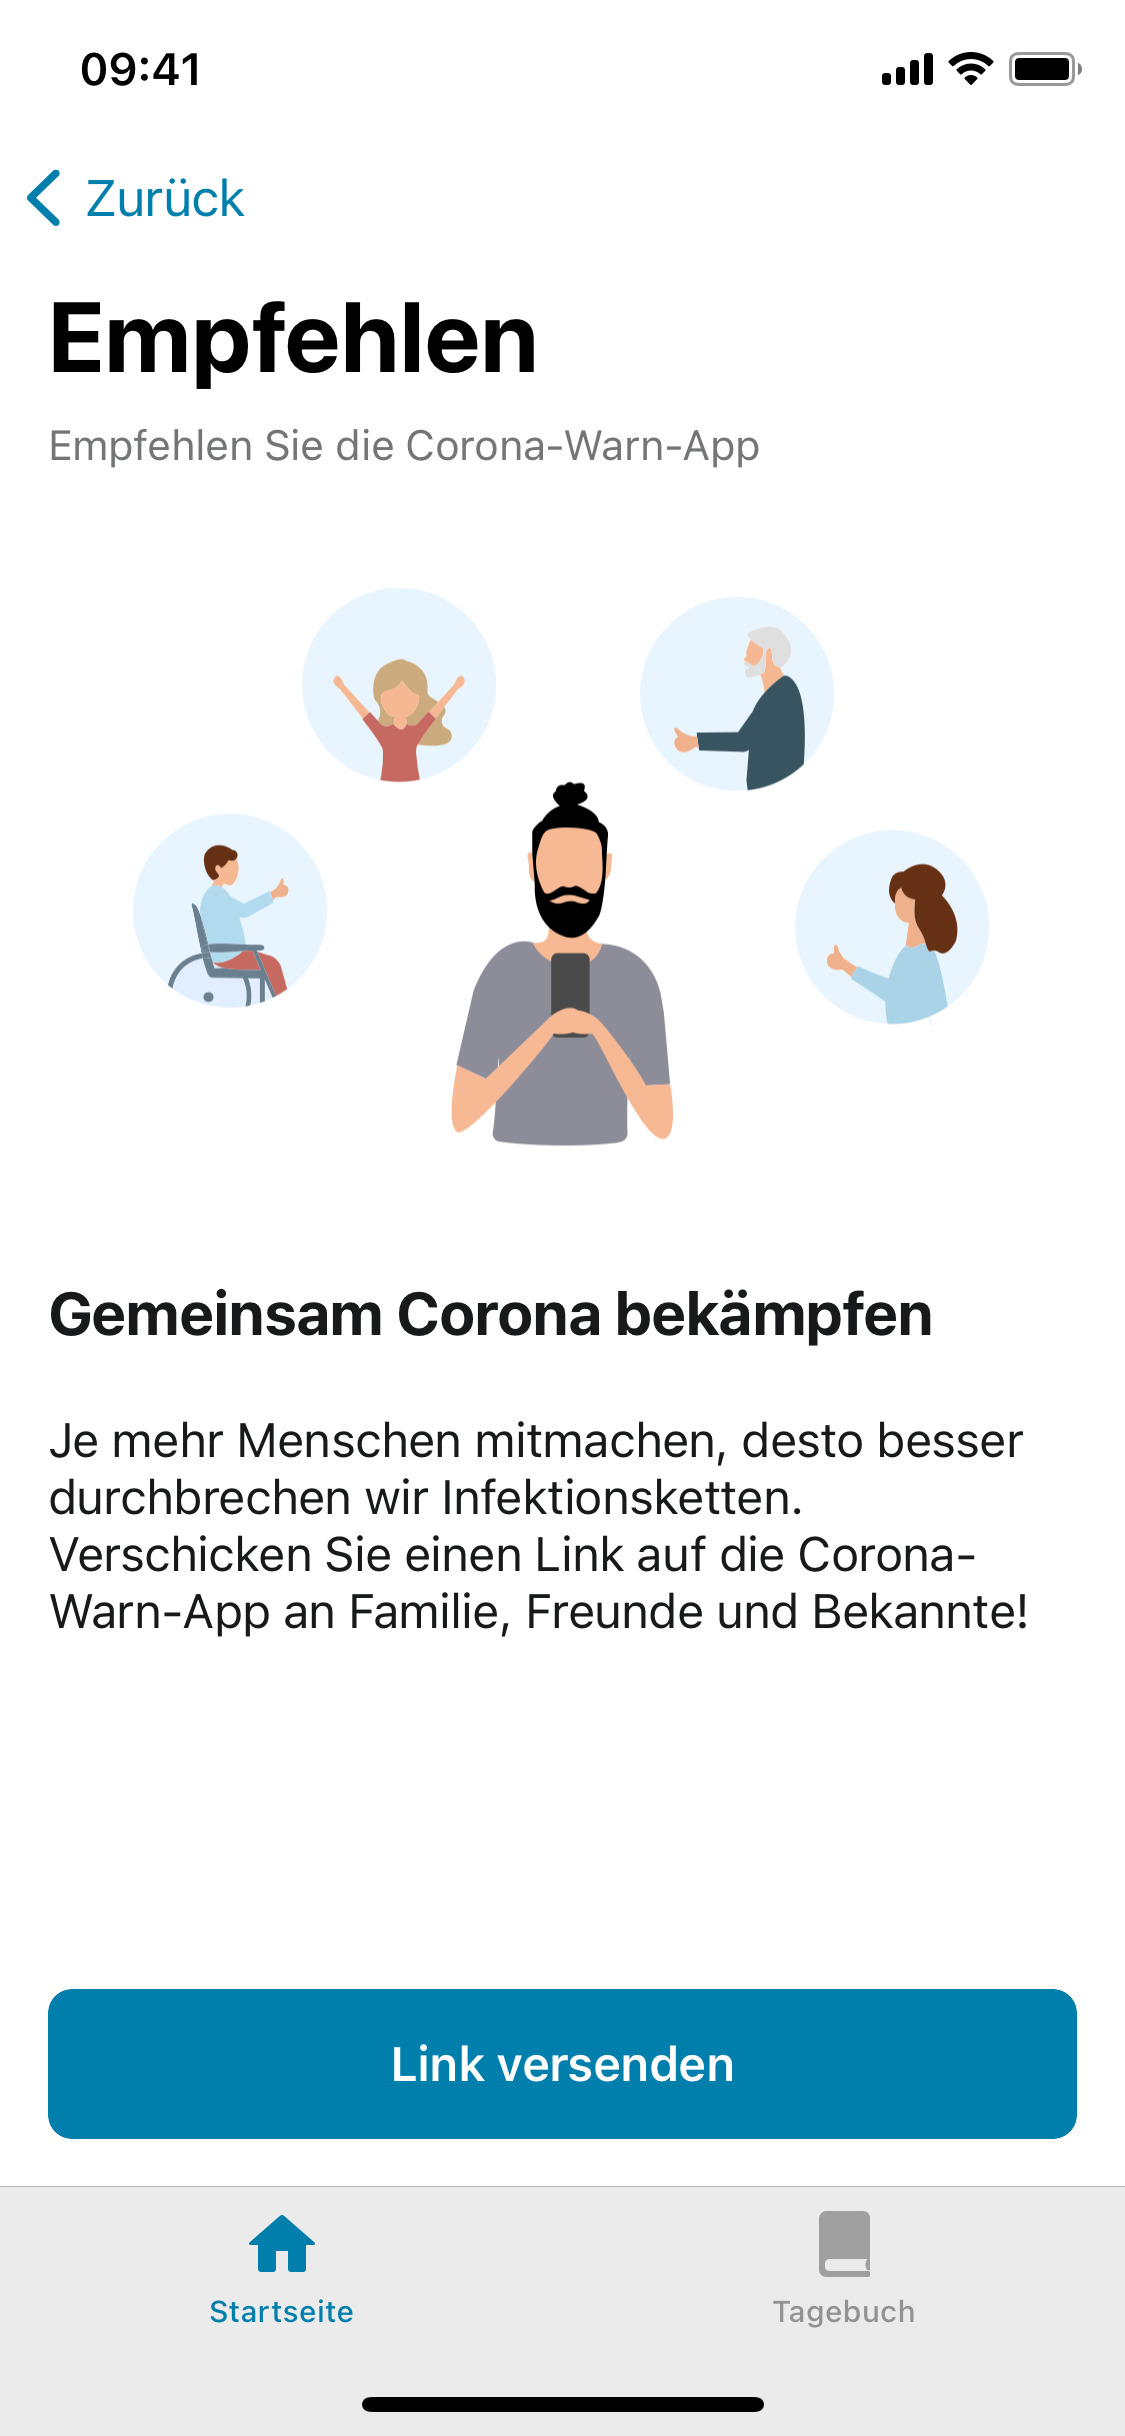 09:41
Zurück
Empfehlen
Empfehlen Sie die Corona-Warn-App
Gemeinsam Corona bekämpfen
Je mehr Menschen mitmachen, desto besser
durchbrechen wir Infektionsketten.
Verschicken Sie einen Link auf die Corona-
Warn-App an Familie, Freunde und Bekannte!
Link versenden
Startseite
Tagebuch